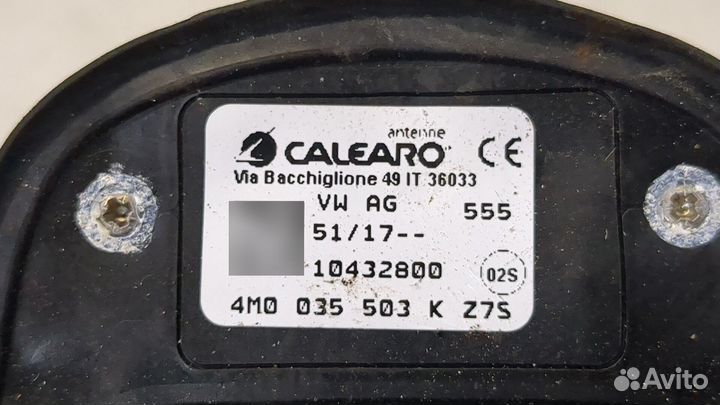 antenne
CALEARO CE
Via Bacchiglione 49 IT 36033
VW AG 555
51/17--
10432800 02S
4M0 035 503 K Z7S
Avito